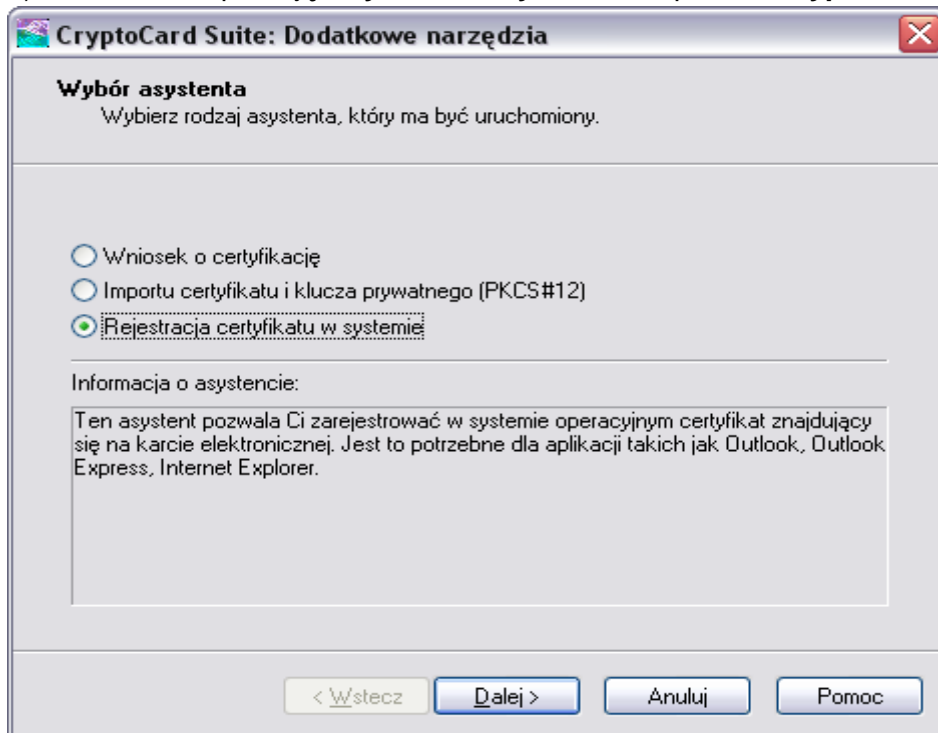 CryptoCard Suite: Dodatkowe narzędzia
Wybór asystenta
Wybierz rodzaj asystenta, który ma być uruchomiony.
Wniosek o certyfikację
Importu certyfikatu i klucza prywatnego (PKCS#12)
Rejestracja certyfikatu w systemie
Informacja o asystencie:
Ten asystent pozwala Ci zarejestrować w systemie operacyjnym certyfikat znajdujący
się na karcie elektronicznej. Jest to potrzebne dla aplikacji takich jak Outlook, Outlook
Express, Internet Explorer.
< Wstecz Dalej > Anuluj Pomoc